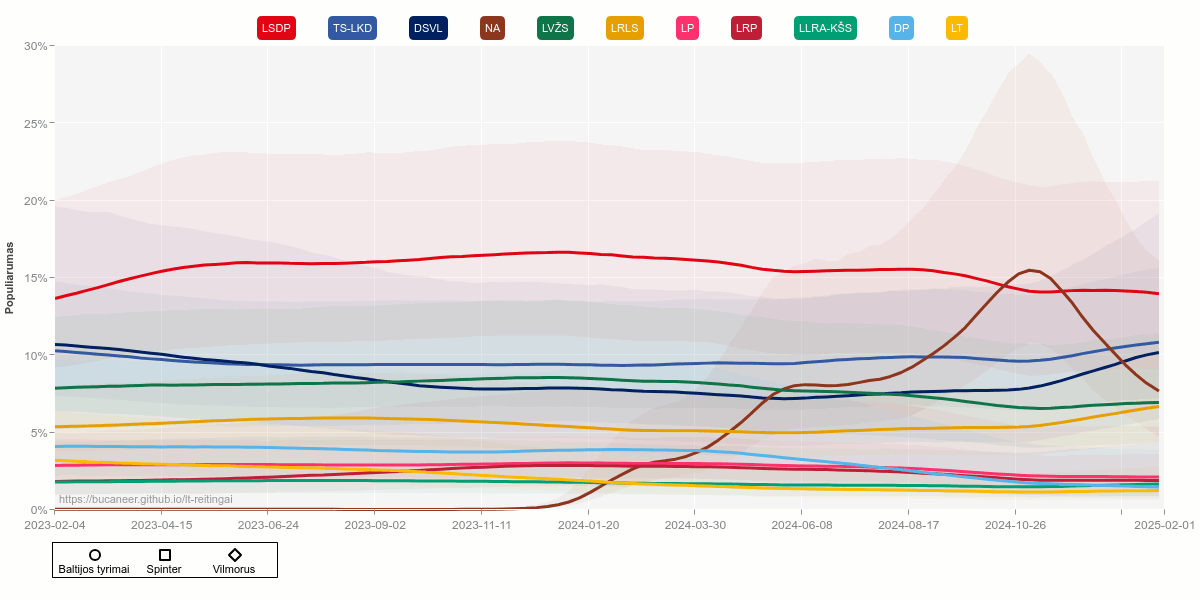 LSDP TS-LKD DSVL NA LVŽS LRLS LP LRP LLRA-KŠS DP LT
Populiarumas
30%
25%
20%
15%
10%
5%
0%
https://bucaneer.github.io/lt-reitingai
2023-02-04 2023-04-15 2023-06-24 2023-09-02 2023-11-11 2024-01-20 2024-03-30 2024-06-08 2024-08-17 2024-10-26 2025-02-01
Baltijos tyrimai Spinter Vilmorus